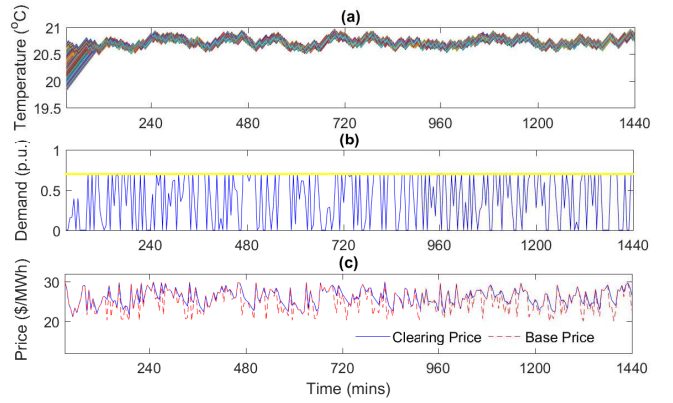 (a)
Temperature (°C)
21
20.5
20
19.5
240 480 720 960 1200 1440
(b)
Demand (p.u.)
1
0.5
0
240 480 720 960 1200 1440
(c)
Price ($/MWh)
30
20
Clearing Price Base Price
240 480 720 960 1200 1440
Time (mins)